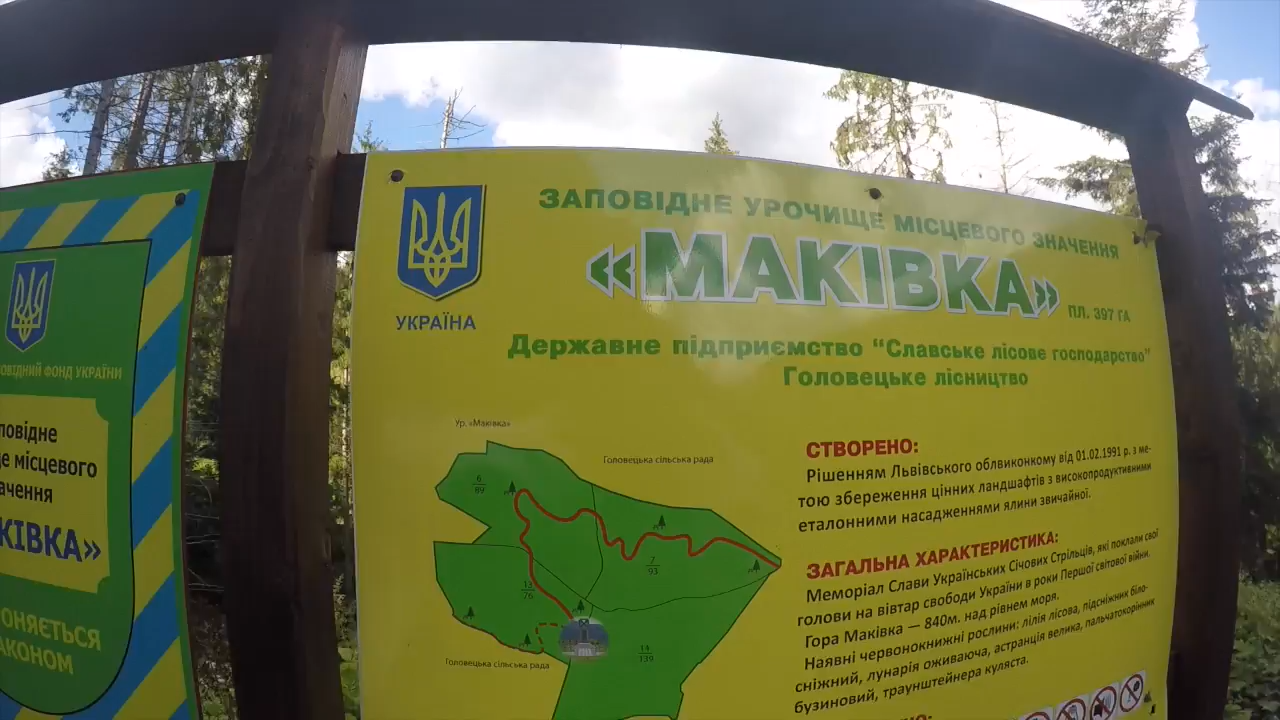 ОВІДНИЙ ФОНД УКРАЇНИ
повідне
е місцевого
ачення
КІВКА»
ОНЯЄТЬСЯ
АКОНОМ
УКРАЇНА
ЗАПОВІДНЕ УРОЧИЩЕ МІСЦЕВОГО ЗНАЧЕННЯ
«МАКІВКА»
ПЛ. 397 ГА
Державне підприємство “Славське лісове господарство”
Головецьке лісництво
Ур. «Маківка»
Головецька сільська рада
6
89
7
93
13
76
14
139
Головецька сільська рада
СТВОРЕНО:
Рішенням Львівського облвиконкому від 01.02.1991 р. з ме-
тою збереження цінних ландшафтів з високопродуктивними
еталонними насадженнями ялини звичайної.
ЗАГАЛЬНА ХАРАКТЕРИСТИКА:
Меморіал Слави Українських Січових Стрільців, які поклали свої
голови на вівтар свободи України в роки Першої світової війни.
Гора Маківка — 840м. над рівнем моря.
Наявні червонокнижні рослини: лілія лісова, підсніжник біло-
сніжний, лунарія оживаюча, астранція велика, пальчатокорінник
бузиновий, траунштейнера куляста.